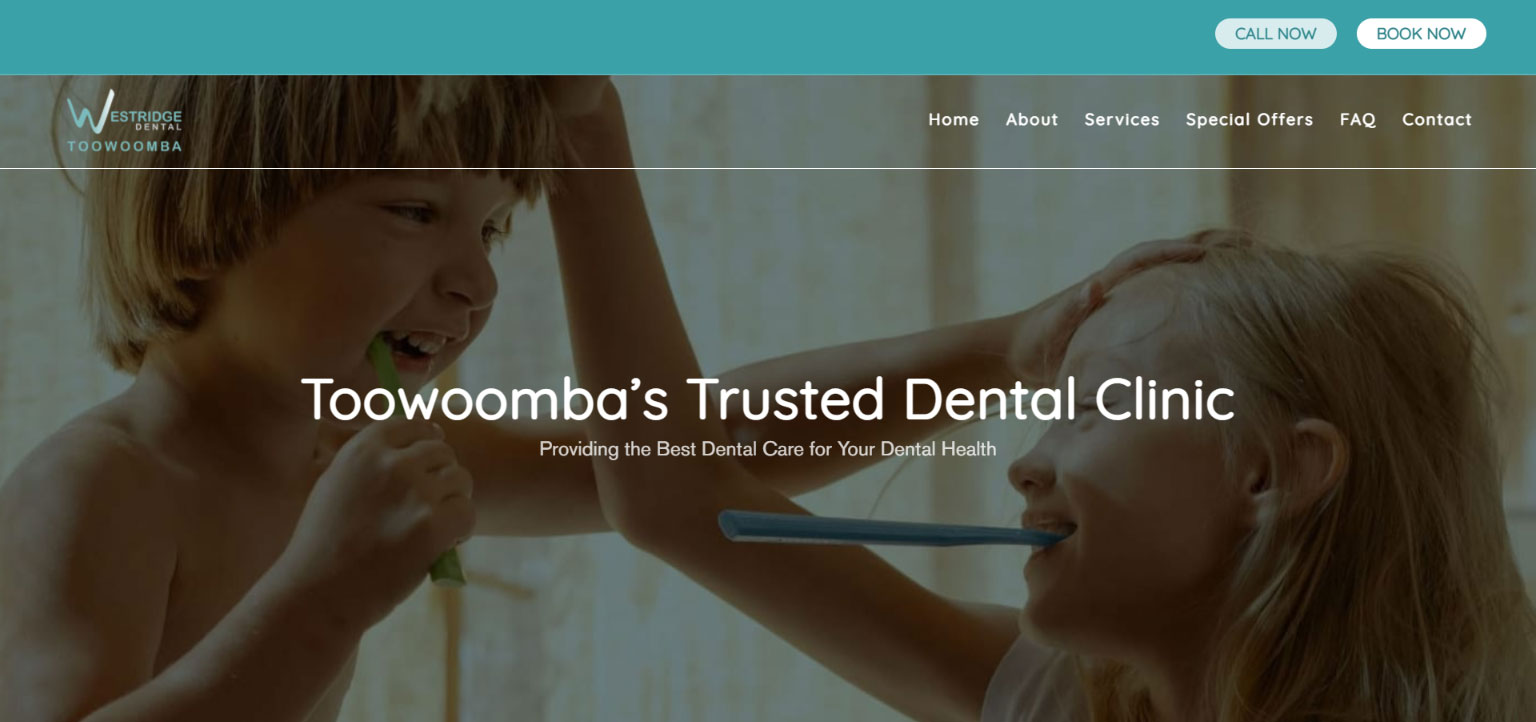 CALL NOW
BOOK NOW
WESTRIDGE
DENTAL
TOOWOOMBA
Home
About
Services
Special Offers
FAQ
Contact
Toowoomba’s Trusted Dental Clinic
Providing the Best Dental Care for Your Dental Health